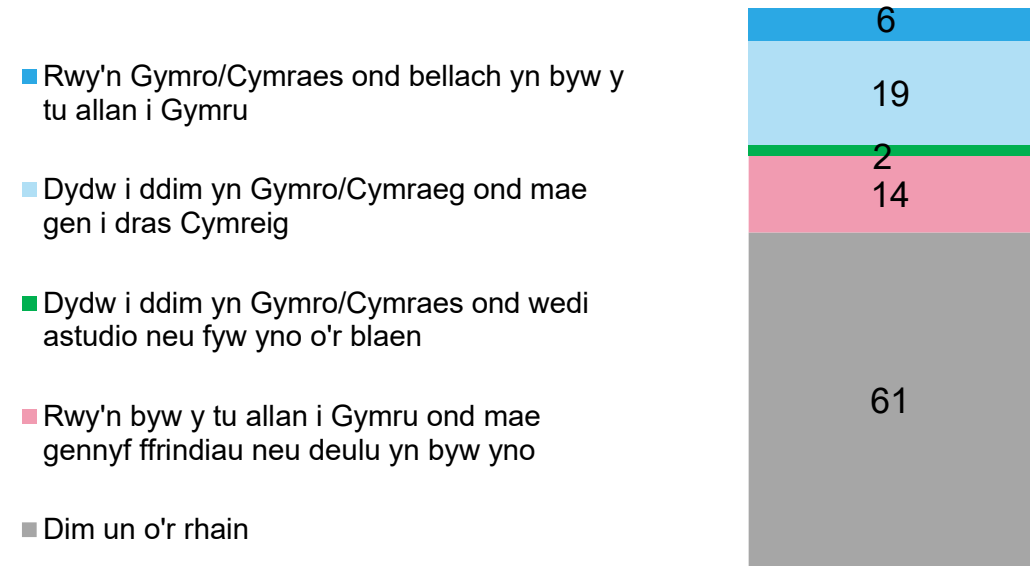 Rwy'n Gymro/Cymraes ond bellach yn byw y
tu allan i Gymru
Dydw i ddim yn Gymro/Cymraeg ond mae
gen i dras Cymreig
Dydw i ddim yn Gymro/Cymraes ond wedi
astudio neu fyw yno o'r blaen
Rwy'n byw y tu allan i Gymru ond mae
gennyf ffrindiau neu deulu yn byw yno
Dim un o'r rhain
6
19
2
14
61